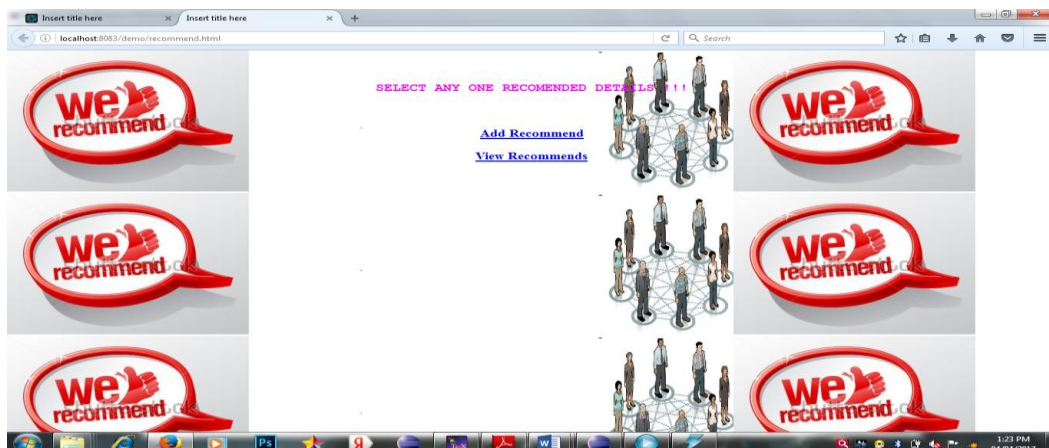 Insert title here
Insert title here
localhost:8083/demo/recommend.html
Search
SELECT ANY ONE RECOMENDED DETAILS !!!
Add Recommend
View Recommends
we recommend
we recommend
we recommend
we recommend
we recommend
we recommend
Ps
W
1:23 PM